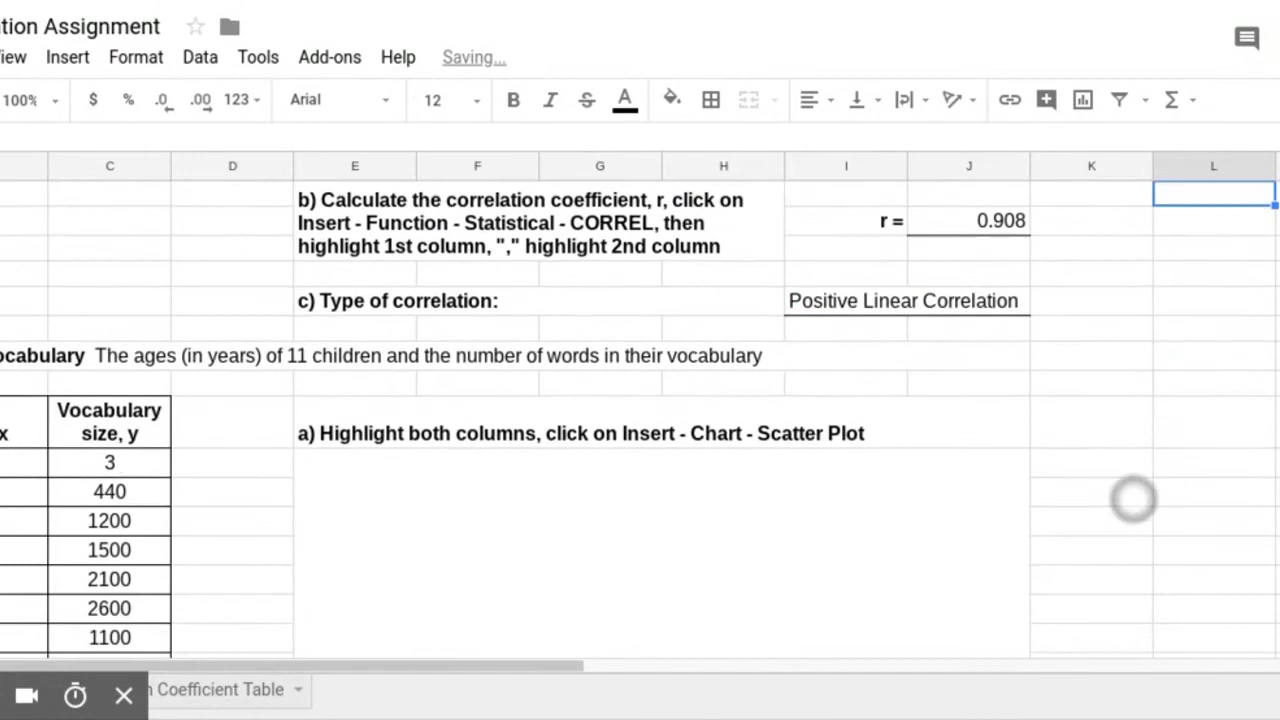 tion Assignment
iew Insert Format Data Tools Add-ons Help Saving...
100% $ % .0 .00 123 Arial 12 B I S A Σ
C D E F G H I J K L
b) Calculate the correlation coefficient, r, click on
Insert - Function - Statistical - CORREL, then
highlight 1st column, "," highlight 2nd column
r = 0.908
c) Type of correlation: Positive Linear Correlation
ocabulary The ages (in years) of 11 children and the number of words in their vocabulary
Vocabulary
x size, y
a) Highlight both columns, click on Insert - Chart - Scatter Plot
3
440
1200
1500
2100
2600
1100
n Coefficient Table